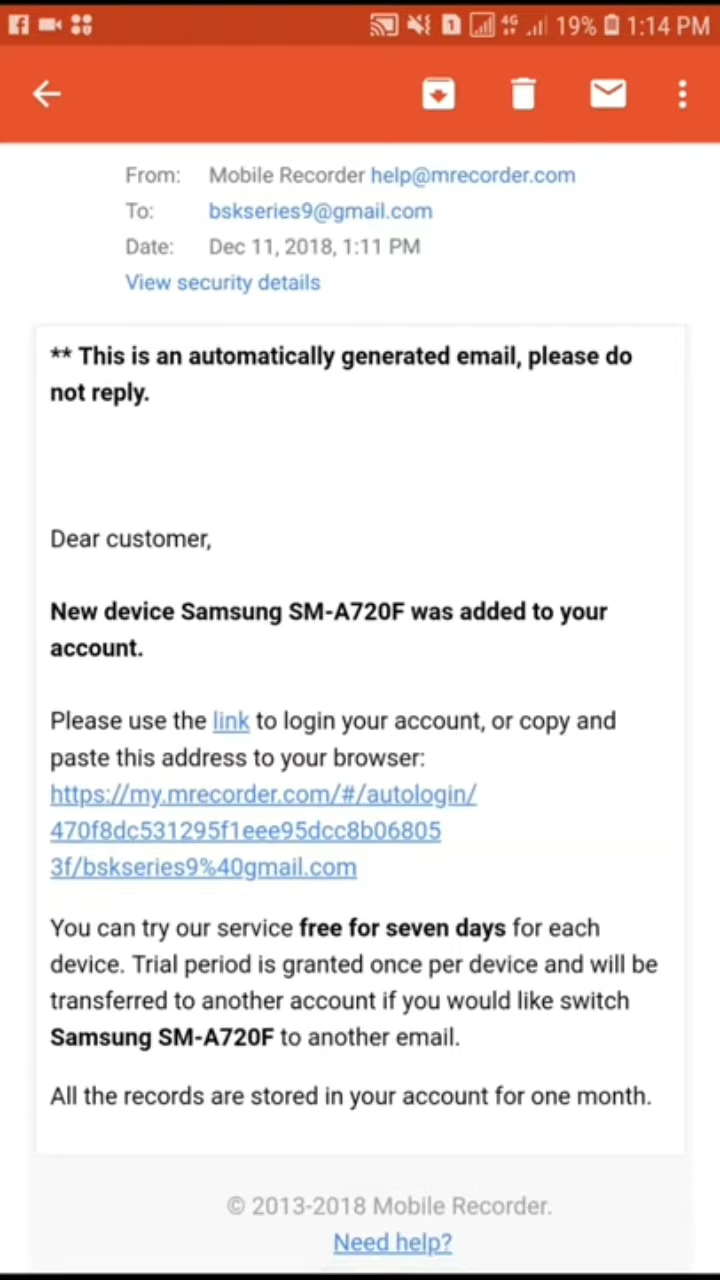 19% 1:14 PM
From: Mobile Recorder help@mrecorder.com
To: bskseries9@gmail.com
Date: Dec 11, 2018, 1:11 PM
View security details
** This is an automatically generated email, please do
not reply.
Dear customer,
New device Samsung SM-A720F was added to your
account.
Please use the link to login your account, or copy and
paste this address to your browser:
https://my.mrecorder.com/#/autologin/
470f8dc531295f1eee95dcc8b06805
3f/bskseries9%40gmail.com
You can try our service free for seven days for each
device. Trial period is granted once per device and will be
transferred to another account if you would like switch
Samsung SM-A720F to another email.
All the records are stored in your account for one month.
© 2013-2018 Mobile Recorder.
Need help?